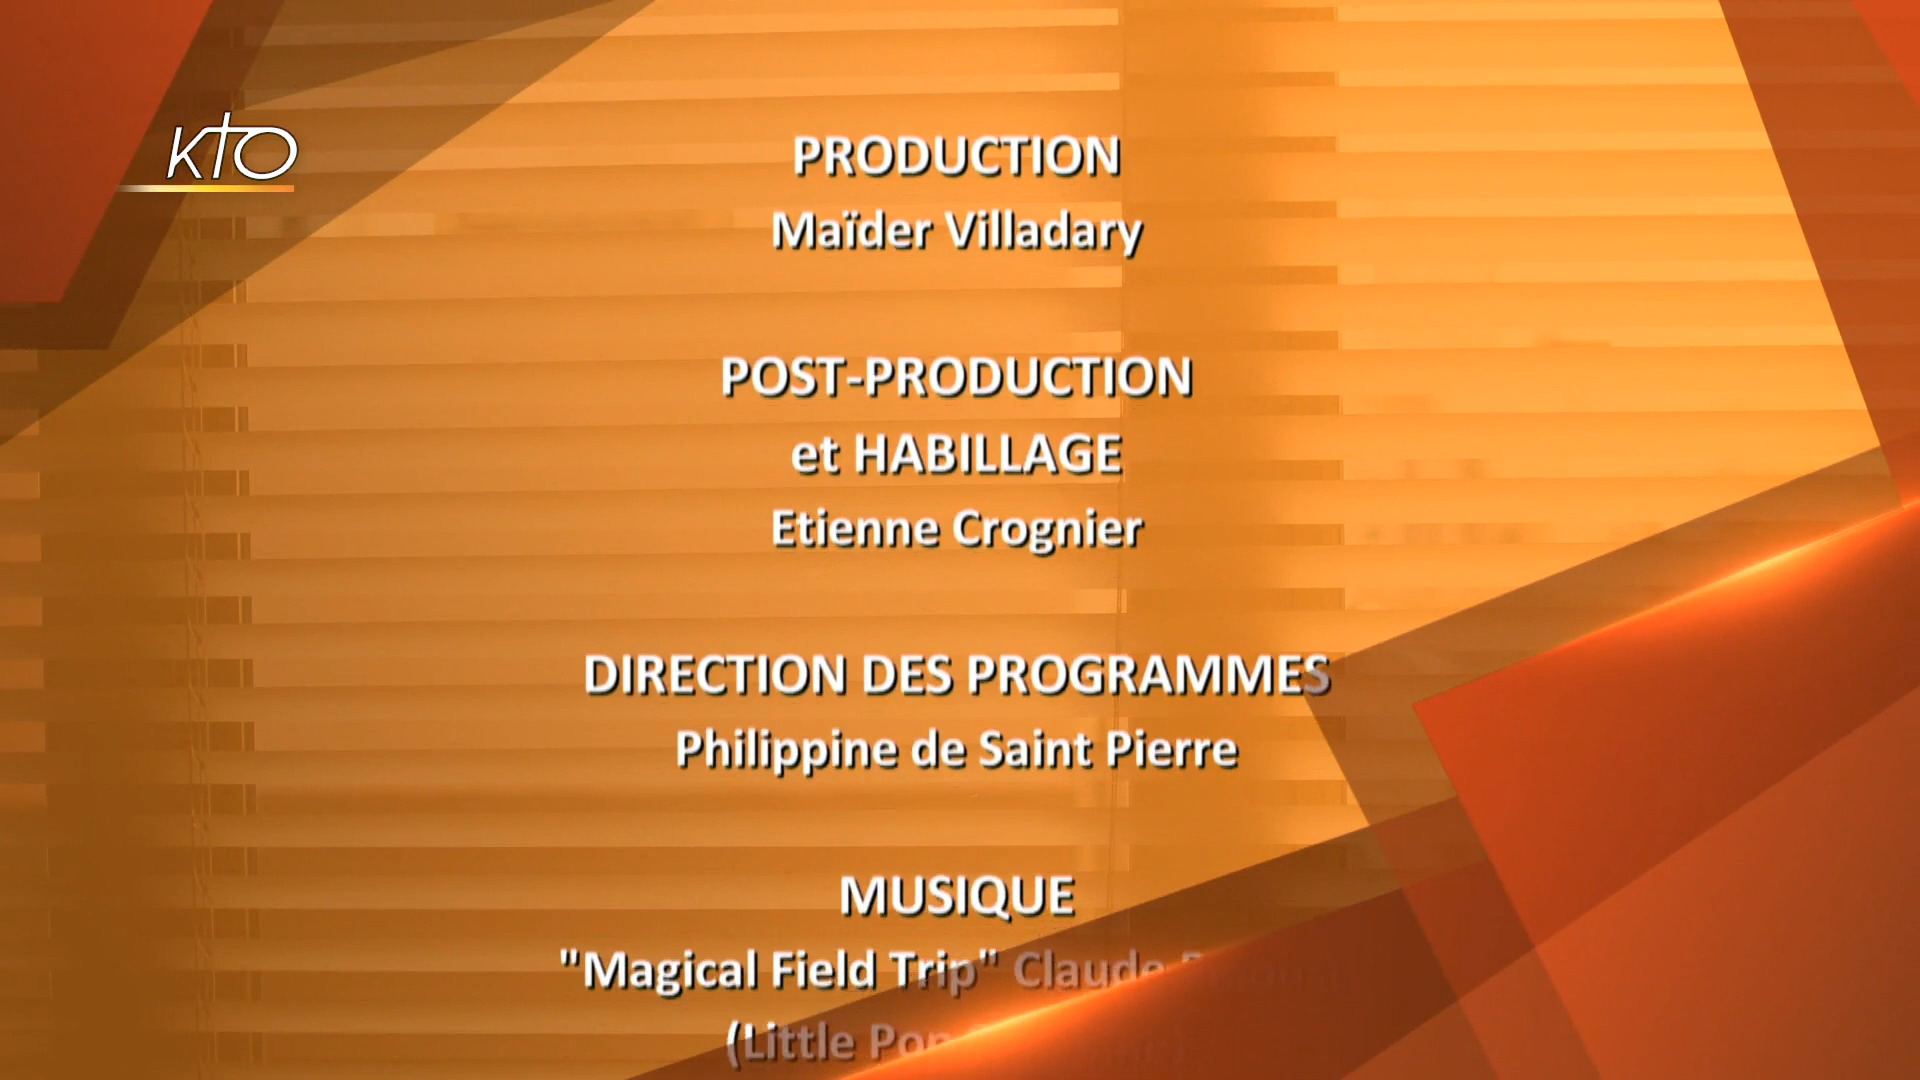 KTO
PRODUCTION
Maïder Villadary
POST-PRODUCTION
et HABILLAGE
Etienne Crognier
DIRECTION DES PROGRAMMES
Philippine de Saint Pierre
MUSIQUE
"Magical Field Trip" Claude
(Little Pop